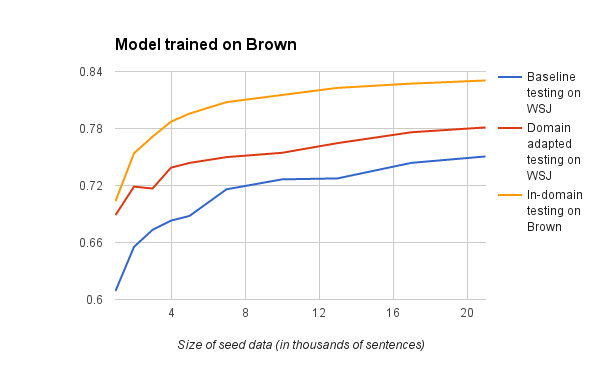 Model trained on Brown
0.84
0.78
0.72
0.66
0.6
4 8 12 16 20
Size of seed data (in thousands of sentences)
Baseline
testing on
WSJ
Domain
adapted
testing on
WSJ
In-domain
testing on
Brown